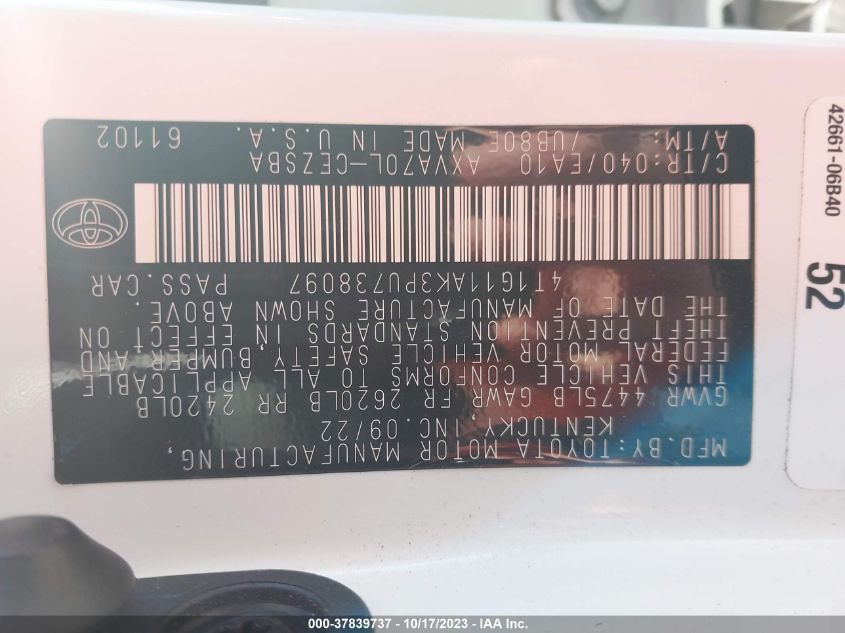 MFD.BY:TOYOTA MOTOR MANUFACTURING,
KENTUCKY,INC. 09/22
GVWR 4475LB GAWR FR 2620LB RR 2420LB
THIS VEHICLE CONFORMS TO ALL APPLICABLE
FEDERAL MOTOR VEHICLE SAFETY,BUMPER,AND
THEFT PREVENTION STANDARDS IN EFFECT ON
THE DATE OF MANUFACTURE SHOWN ABOVE.
4T1G11AK3PU738097 PASS.CAR
C/TR:040/EA10 AXVA70L-CEZSBA
A/TM: /UB80E MADE IN U.S.A. 61102
42661-06B40
52
000-37839737 - 10/17/2023 - IAA Inc.